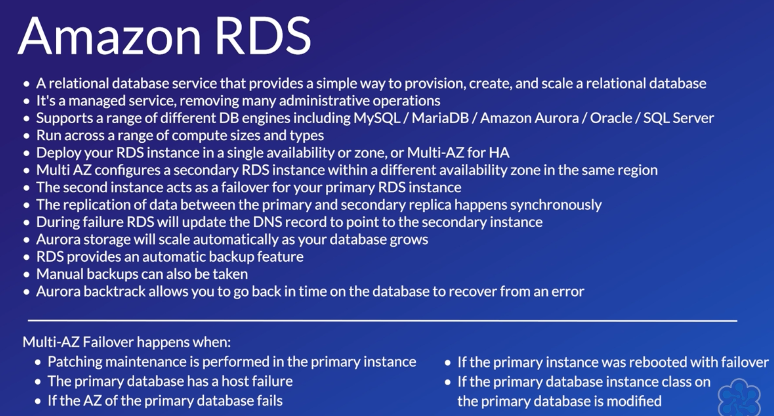 Amazon RDS
• A relational database service that provides a simple way to provision, create, and scale a relational database
• It's a managed service, removing many administrative operations
• Supports a range of different DB engines including MySQL / MariaDB / Amazon Aurora / Oracle / SQL Server
• Run across a range of compute sizes and types
• Deploy your RDS instance in a single availability or zone, or Multi-AZ for HA
• Multi AZ configures a secondary RDS instance within a different availability zone in the same region
• The second instance acts as a failover for your primary RDS instance
• The replication of data between the primary and secondary replica happens synchronously
• During failure RDS will update the DNS record to point to the secondary instance
• Aurora storage will scale automatically as your database grows
• RDS provides an automatic backup feature
• Manual backups can also be taken
• Aurora backtrack allows you to go back in time on the database to recover from an error
Multi-AZ Failover happens when:
• Patching maintenance is performed in the primary instance
• The primary database has a host failure
• If the AZ of the primary database fails
• If the primary instance was rebooted with failover
• If the primary database instance class on
the primary database is modified